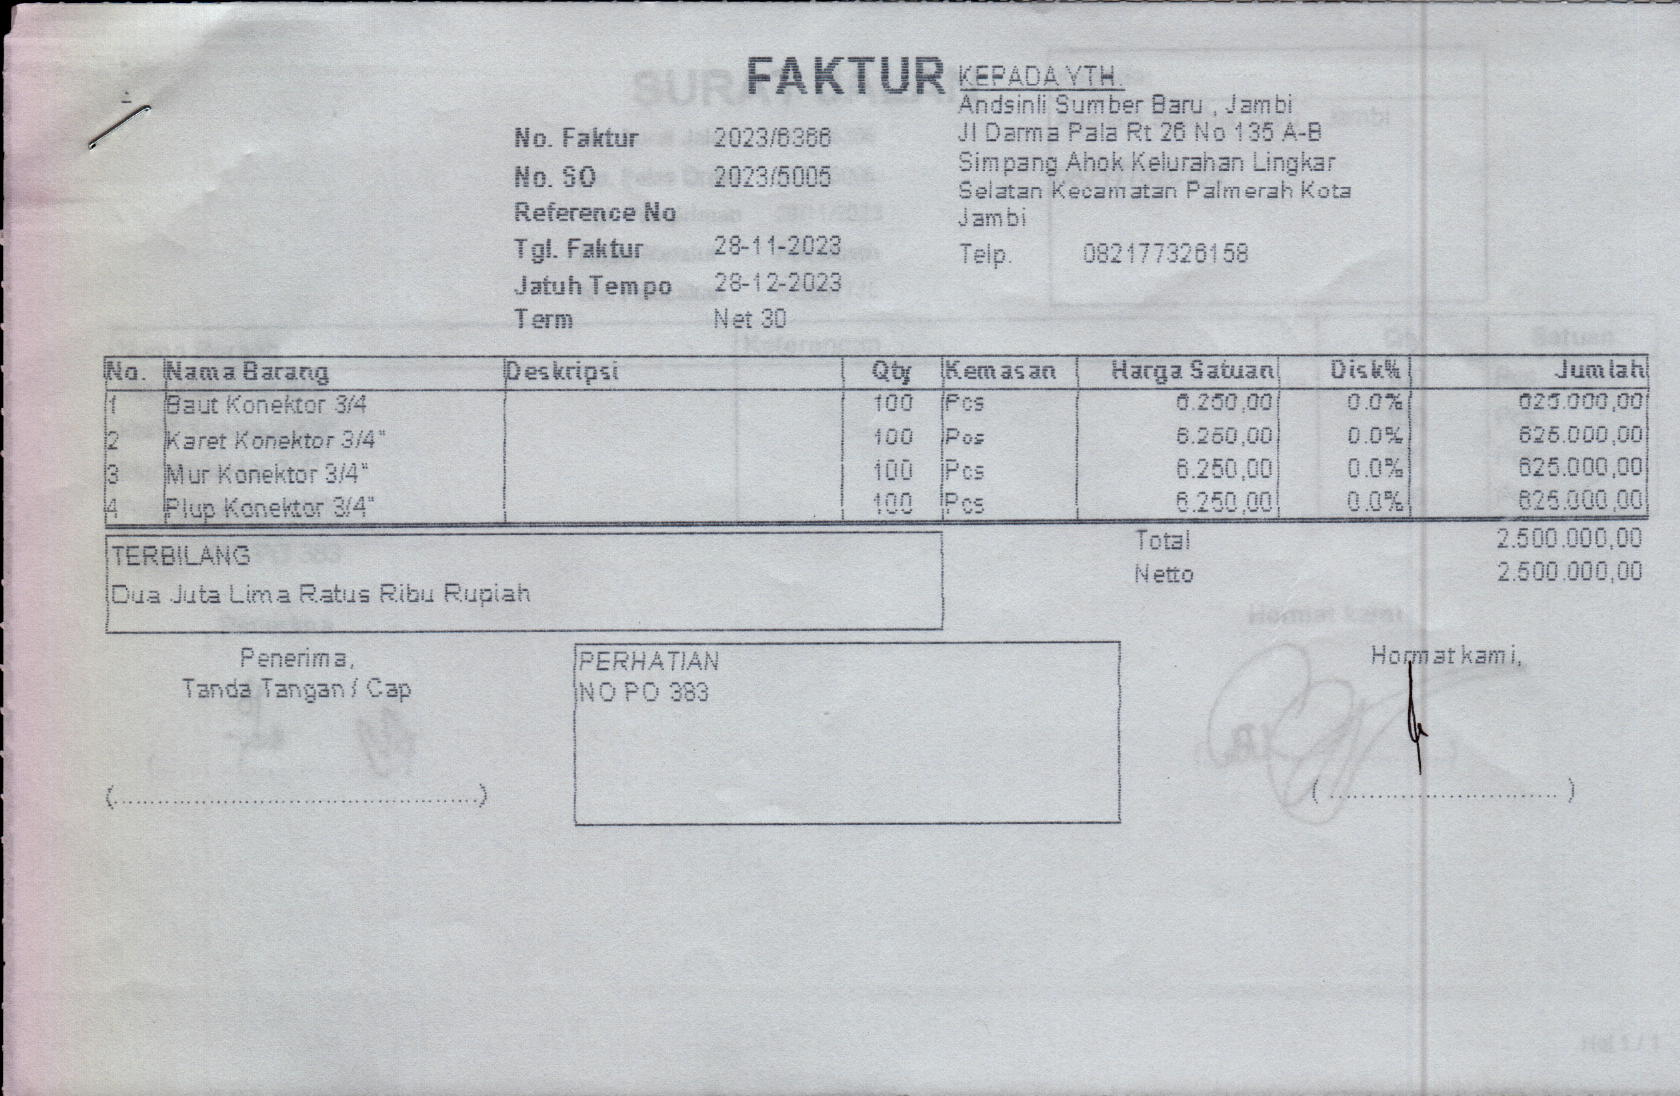 FAKTUR
No. Faktur 2023/6366
No. SO 2023/5005
Reference No
Tgl. Faktur 28-11-2023
Jatuh Tempo 28-12-2023
Term Net 30
KEPADA YTH.
Andsinli Sumber Baru , Jambi
Jl Darma Pala Rt 26 No 135 A-B
Simpang Ahok Kelurahan Lingkar
Selatan Kecamatan Palmerah Kota
Jambi
Telp. 082177326158
No. Nama Barang Deskripsi Qty Kemasan Harga Satuan Disk% Jumlah
1 Baut Konektor 3/4 100 Pcs 6.250,00 0.0% 625.000,00
2 Karet Konektor 3/4" 100 Pcs 6.250,00 0.0% 625.000,00
3 Mur Konektor 3/4" 100 Pcs 6.250,00 0.0% 625.000,00
4 Plup Konektor 3/4" 100 Pcs 6.250,00 0.0% 625.000,00
Total 2.500.000,00
Netto 2.500.000,00
TERBILANG
Dua Juta Lima Ratus Ribu Rupiah
Penerima,
Tanda Tangan / Cap
PERHATIAN
NO PO 383
Hormat kami,